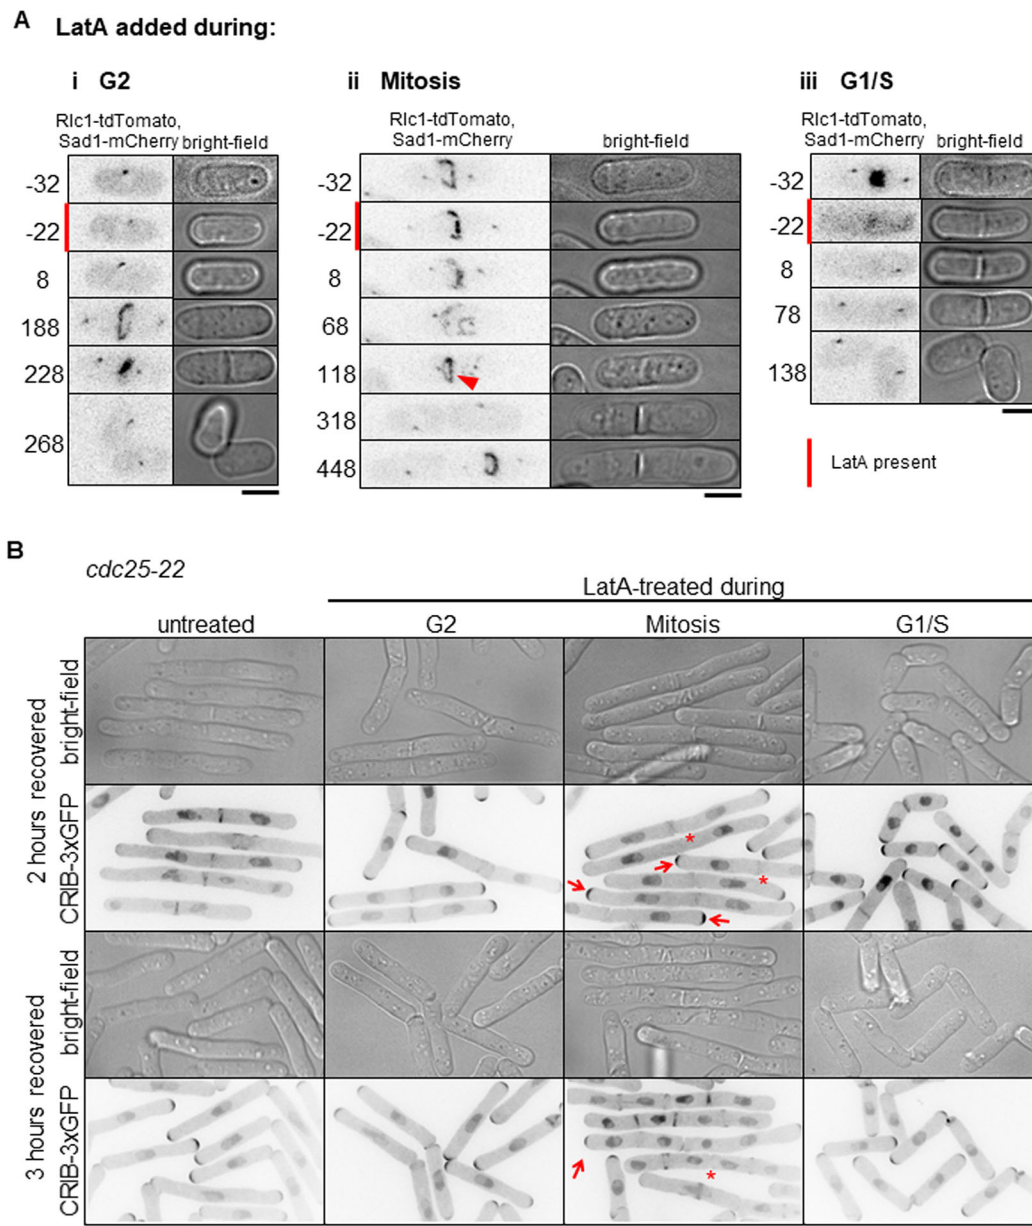 A LatA added during:
i G2
ii Mitosis
iii G1/S
Rlc1-tdTomato,
Sad1-mCherry bright-field
Rlc1-tdTomato,
Sad1-mCherry
bright-field
Rlc1-tdTomato,
Sad1-mCherry bright-field
-32
-22
8
188
228
268
-32
-22
8
68
118
318
448
-32
-22
8
78
138
LatA present
B
cdc25-22
LatA-treated during
untreated G2 Mitosis G1/S
2 hours recovered
bright-field
CRIB-3xGFP
*
*
3 hours recovered
bright-field
CRIB-3xGFP
*